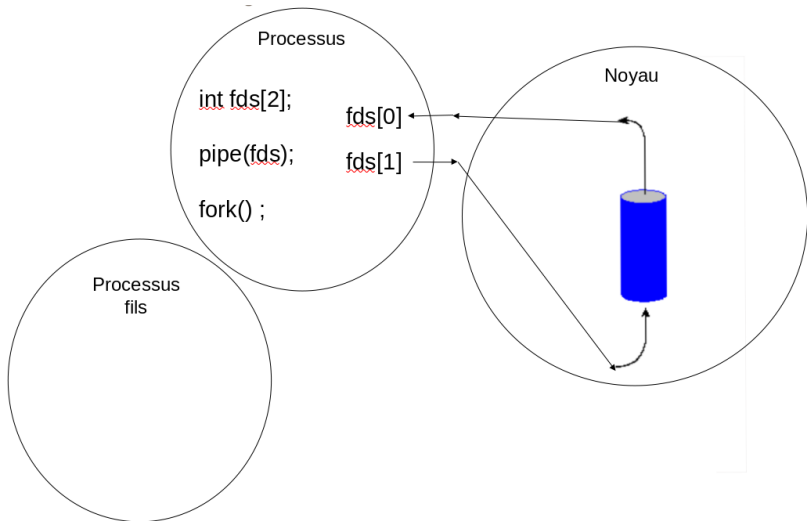 Processus
Noyau
int fds[2];
fds[0]
pipe(fds);
fds[1]
fork() ;
Processus
fils